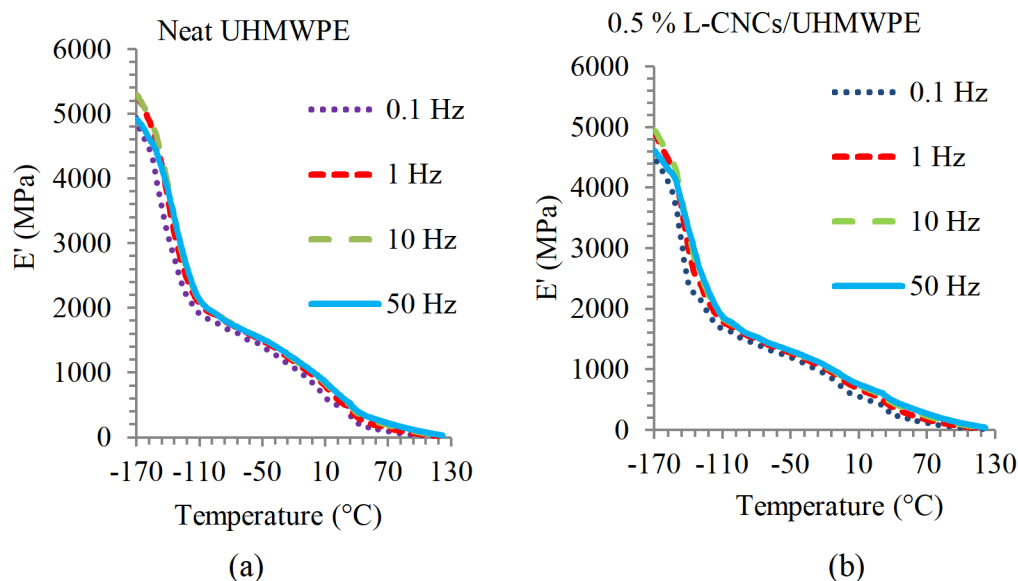 Neat UHMWPE
6000
5000
4000
3000
2000
1000
0
E' (MPa)
-170 -110 -50 10 70 130
Temperature (°C)
0.1 Hz
1 Hz
10 Hz
50 Hz
(a)
0.5 % L-CNCs/UHMWPE
6000
5000
4000
3000
2000
1000
0
E' (MPa)
-170 -110 -50 10 70 130
Temperature (°C)
0.1 Hz
1 Hz
10 Hz
50 Hz
(b)